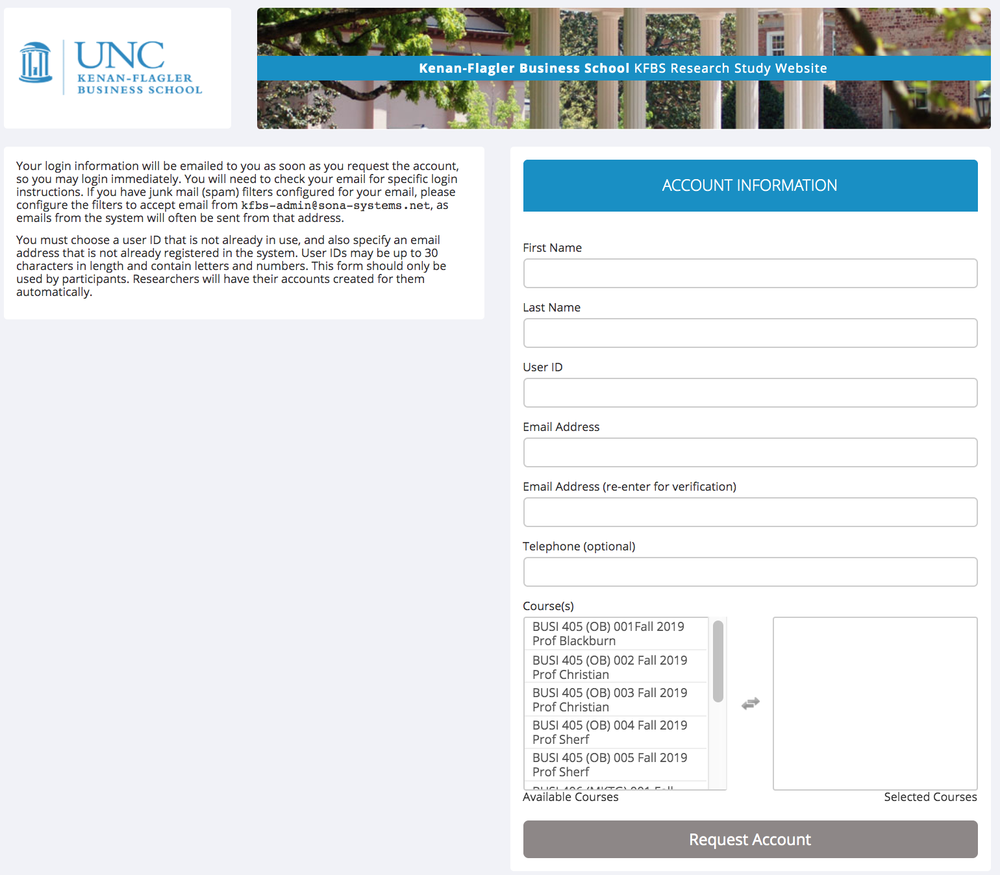 UNC
KENAN-FLAGLER
BUSINESS SCHOOL
Kenan-Flagler Business School KFBS Research Study Website
Your login information will be emailed to you as soon as you request the account,
so you may login immediately. You will need to check your email for specific login
instructions. If you have junk mail (spam) filters configured for your email, please
configure the filters to accept email from kfbs-admin@sona-systems.net, as
emails from the system will often be sent from that address.
You must choose a user ID that is not already in use, and also specify an email
address that is not already registered in the system. User IDs may be up to 30
characters in length and contain letters and numbers. This form should only be
used by participants. Researchers will have their accounts created for them
automatically.
ACCOUNT INFORMATION
First Name
Last Name
User ID
Email Address
Email Address (re-enter for verification)
Telephone (optional)
Course(s)
BUSI 405 (OB) 001Fall 2019
Prof Blackburn
BUSI 405 (OB) 002 Fall 2019
Prof Christian
BUSI 405 (OB) 003 Fall 2019
Prof Christian
BUSI 405 (OB) 004 Fall 2019
Prof Sherf
BUSI 405 (OB) 005 Fall 2019
Prof Sherf
BUSI 406 (MKTG) 001 Fall
Available Courses
Selected Courses
Request Account